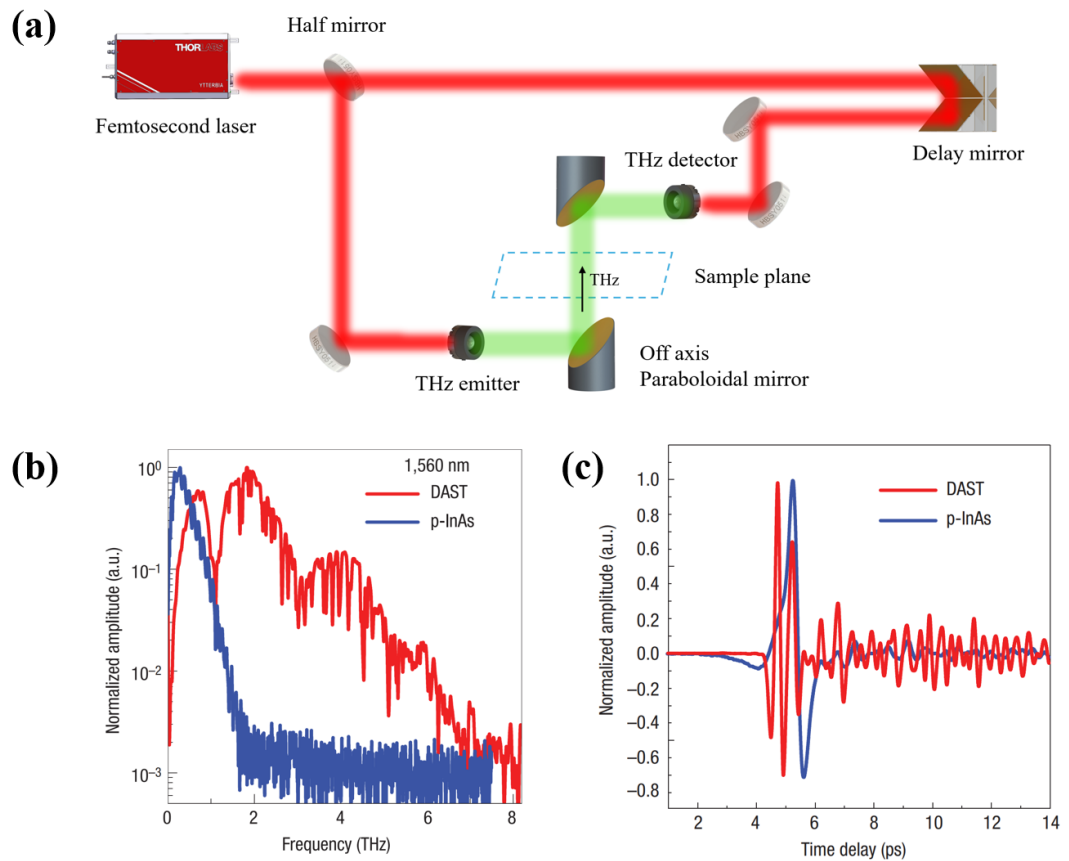 (a)
Half mirror
THORLABS
YTTERBIA
Femtosecond laser
THz detector
Delay mirror
THz
Sample plane
THz emitter
Off axis
Paraboloidal mirror
(b)
1,560 nm
DAST
p-InAs
Normalized amplitude (a.u.)
10⁰
10⁻¹
10⁻²
10⁻³
0 2 4 6 8
Frequency (THz)
(c)
DAST
p-InAs
Normalized amplitude (a.u.)
1.0
0.8
0.6
0.4
0.2
0.0
−0.2
−0.4
−0.6
−0.8
2 4 6 8 10 12 14
Time delay (ps)